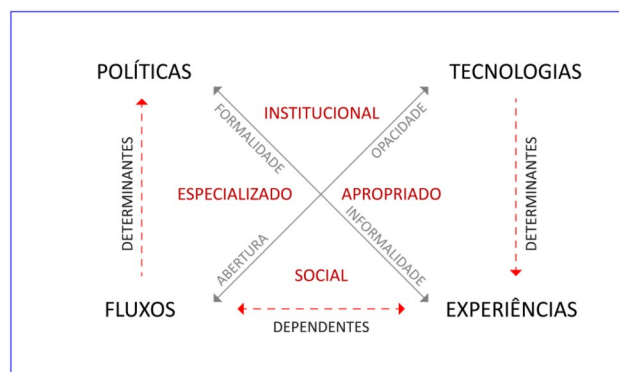 POLÍTICAS
TECNOLOGIAS
INSTITUCIONAL
FORMALIDADE
OPACIDADE
DETERMINANTES
DETERMINANTES
ESPECIALIZADO
APROPRIADO
ABERTURA
INFORMALIDADE
SOCIAL
FLUXOS
EXPERIÊNCIAS
DEPENDENTES